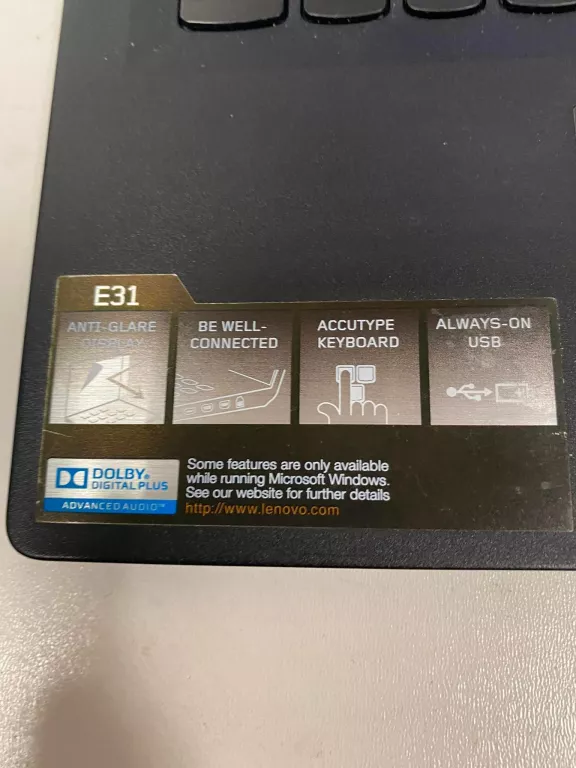 E31
ANTI-GLARE
DISPLAY
BE WELL-
CONNECTED
ACCUTYPE
KEYBOARD
ALWAYS-ON
USB
DOLBY®
DIGITAL PLUS
ADVANCED AUDIO™
Some features are only available
while running Microsoft Windows.
See our website for further details
http://www.lenovo.com